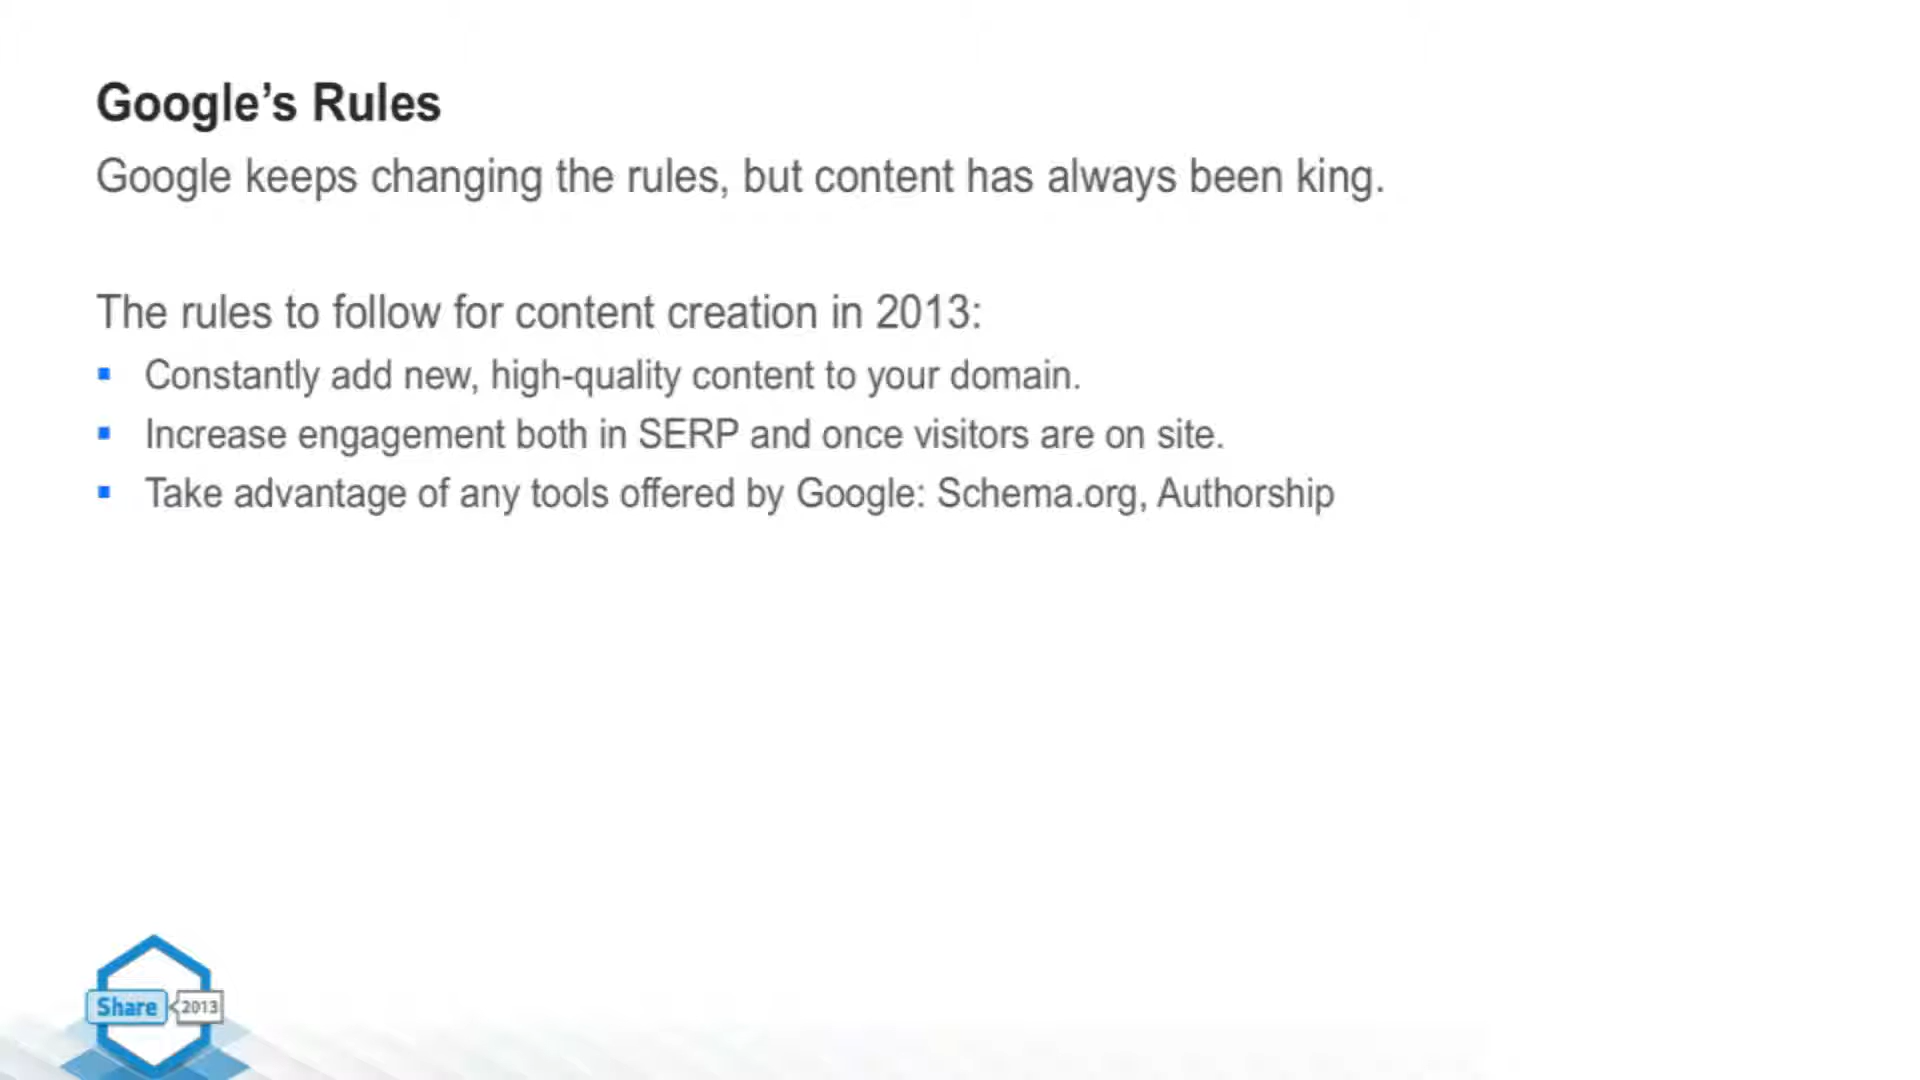 Google’s Rules
Google keeps changing the rules, but content has always been king.
The rules to follow for content creation in 2013:
Constantly add new, high-quality content to your domain.
Increase engagement both in SERP and once visitors are on site.
Take advantage of any tools offered by Google: Schema.org, Authorship
Share 2013